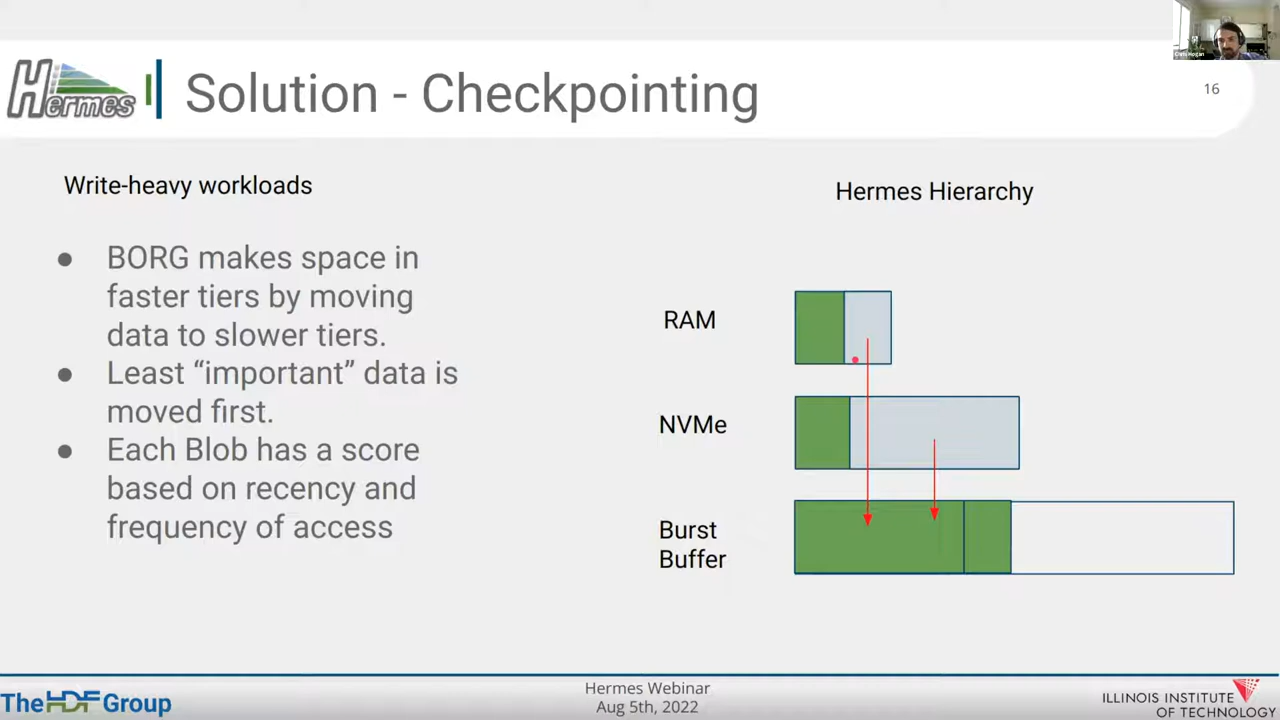 Chris Hogan
Hermes
Solution - Checkpointing
16
Write-heavy workloads
● BORG makes space in
faster tiers by moving
data to slower tiers.
● Least “important” data is
moved first.
● Each Blob has a score
based on recency and
frequency of access
Hermes Hierarchy
RAM
NVMe
Burst
Buffer
The HDF Group
Hermes Webinar
Aug 5th, 2022
ILLINOIS INSTITUTE
OF TECHNOLOGY